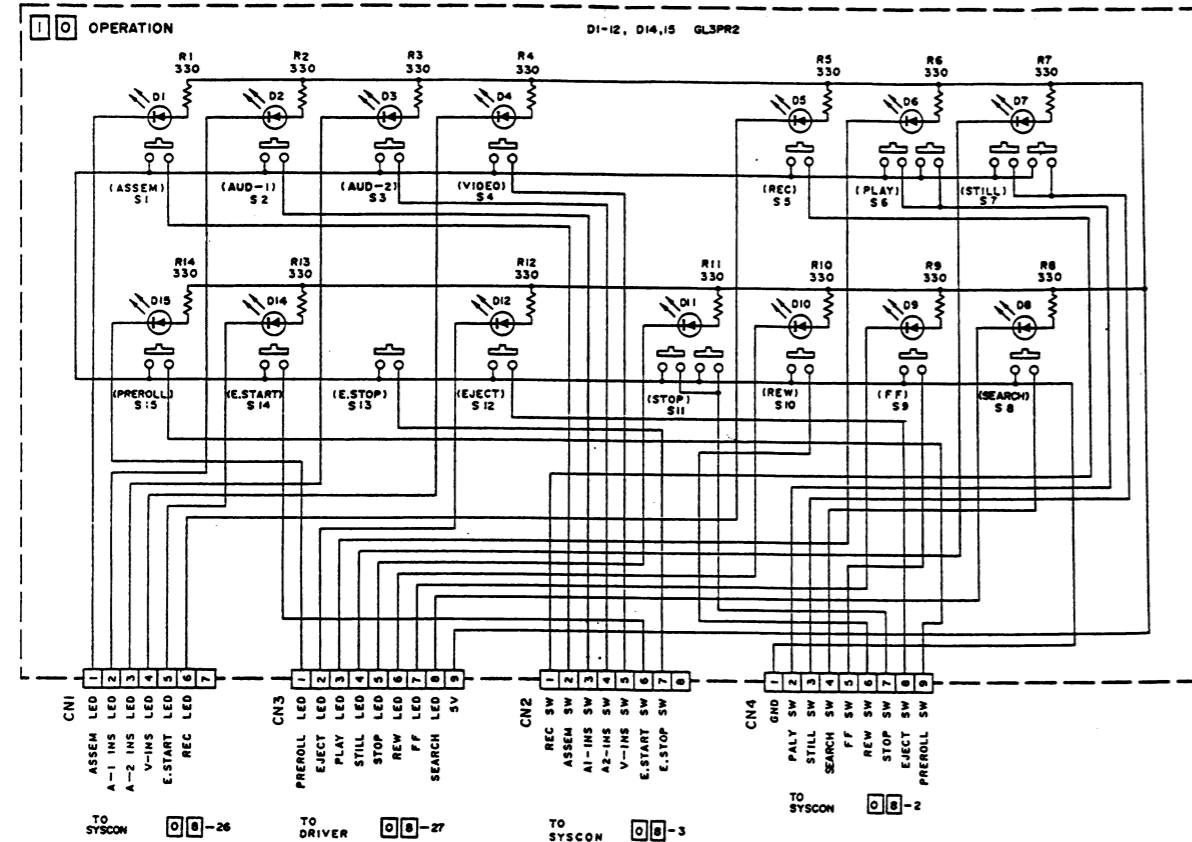 1 0 OPERATION
D1-12, D14,15 GL3PR2
R1 330
R2 330
R3 330
R4 330
R5 330
R6 330
R7 330
D1
D2
D3
D4
D5
D6
D7
(ASSEM) S1
(AUD-1) S2
(AUD-2) S3
(VIDEO) S4
(REC) S5
(PLAY) S6
(STILL) S7
R14 330
R13 330
R12 330
R11 330
R10 330
R9 330
R8 330
D15
D14
D12
D11
D10
D9
D8
(PREROLL) S15
(E.START) S14
(E.STOP) S13
(EJECT) S12
(STOP) S11
(REW) S10
(FF) S9
(SEARCH) S8
CN1
1 ASSEM LED
2 A-1 INS LED
3 A-2 INS LED
4 V-INS LED
5 E.START LED
6 REC LED
7
TO SYSCON 0 8 -26
CN3
1 PREROLL LED
2 EJECT LED
3 PLAY LED
4 STILL LED
5 STOP LED
6 REW LED
7 FF LED
8 SEARCH LED
9 5V
TO DRIVER 0 8 -27
CN2
1 REC SW
2 ASSEM SW
3 A1-INS SW
4 A2-INS SW
5 V-INS SW
6 E.START SW
7 E.STOP SW
8
TO SYSCON 0 8 -3
CN4
1 GND
2 PALY SW
3 STILL SW
4 SEARCH SW
5 FF SW
6 REW SW
7 STOP SW
8 EJECT SW
9 PREROLL SW
TO SYSCON 0 8 -2